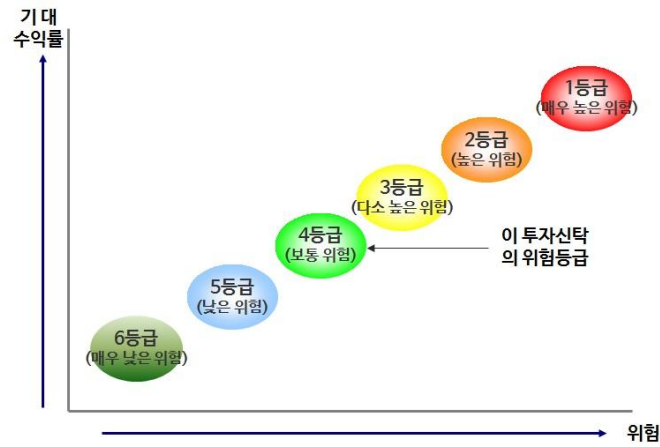 기 대
수익률
1등급
(매우 높은 위험)
2등급
(높은 위험)
3등급
(다소 높은 위험)
4등급
(보통 위험)
이 투자신탁
의 위험등급
5등급
(낮은 위험)
6등급
(매우 낮은 위험)
위험